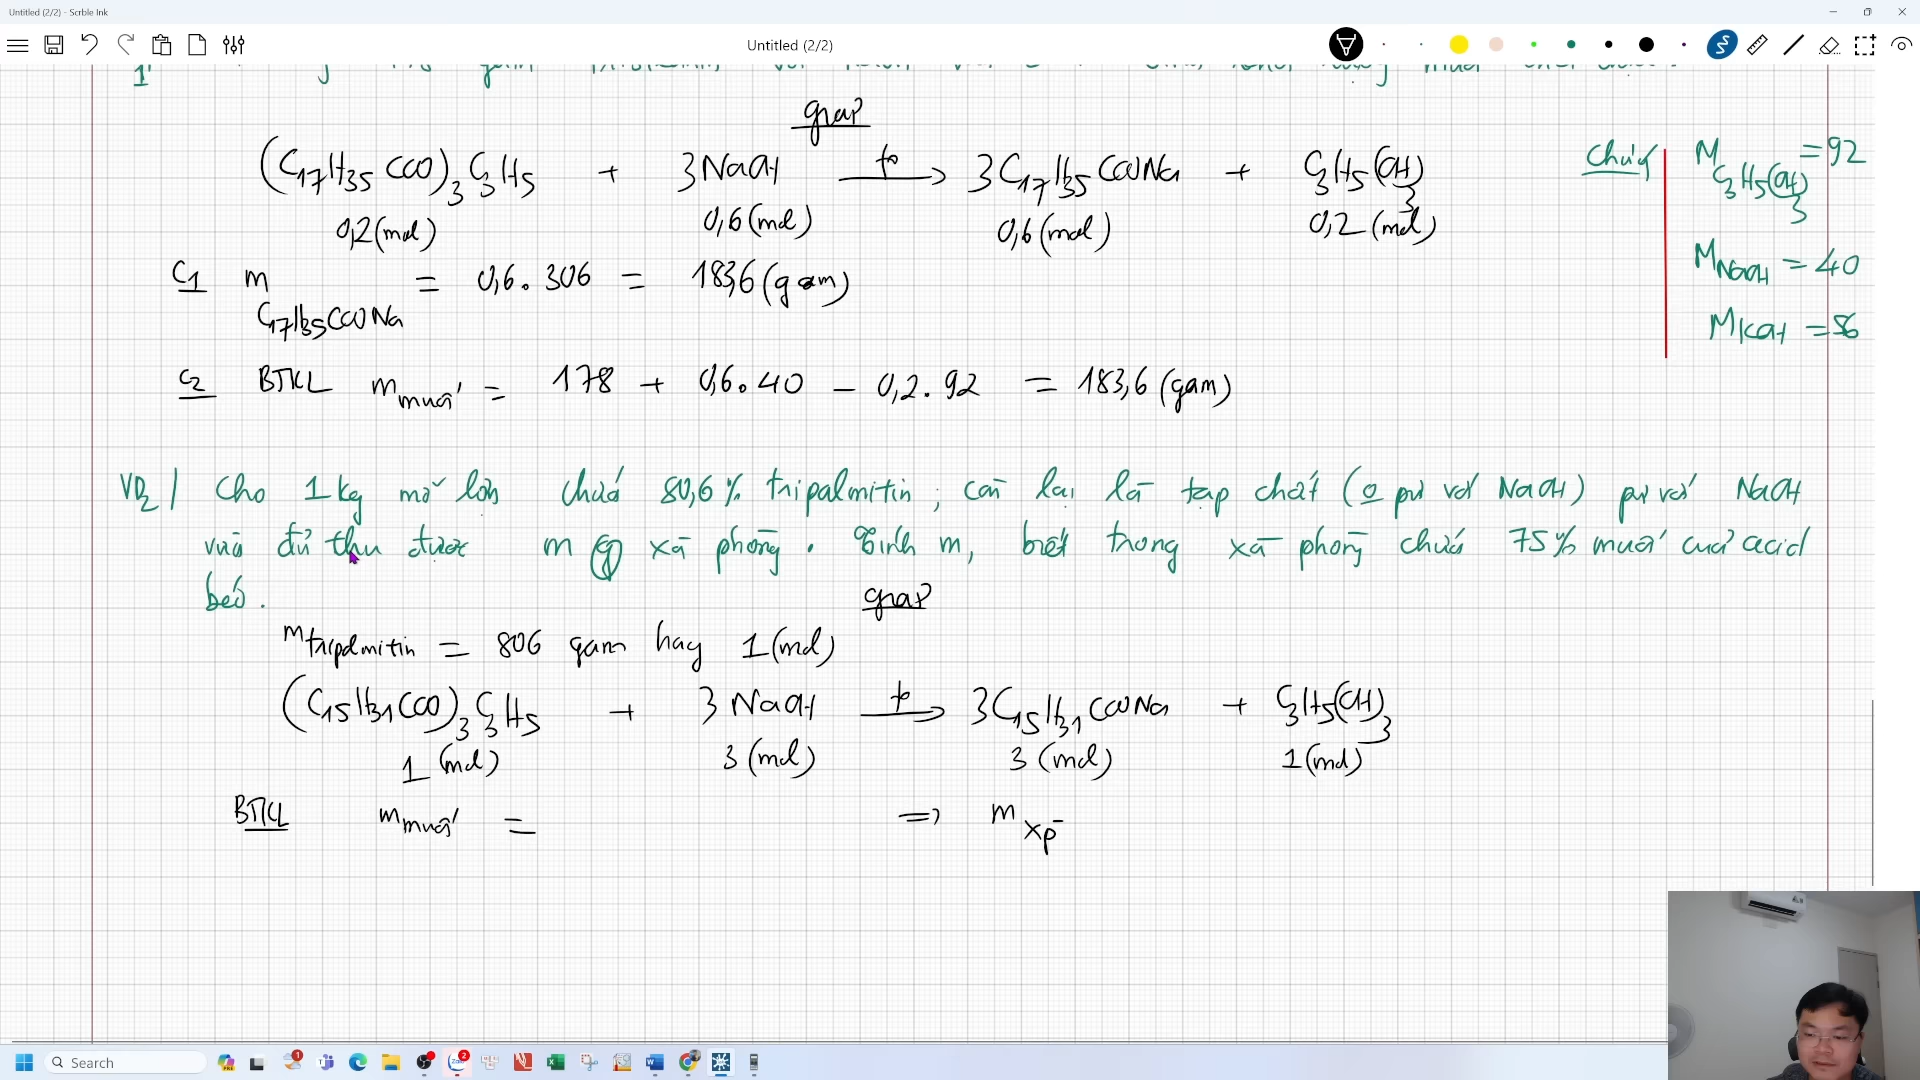 Untitled (2/2) - Scrble Ink
Untitled (2/2)
1
giải
(C17H35COO)3C3H5 + 3NaOH t° → 3C17H35COONa + C3H5(OH)3
0,2(mol) 0,6(mol) 0,6(mol) 0,2(mol)
Chú ý M C3H5(OH)3 = 92
M NaOH = 40
M KOH = 56
C1 m C17H35COONa = 0,6.306 = 183,6(gam)
C2 BTKL m muối = 178 + 0,6.40 - 0,2.92 = 183,6(gam)
VD2 / Cho 1kg mỡ lợn chứa 80,6% tripalmitin, còn lại là tạp chất (o pư với NaOH) pư với NaOH
vừa đủ thu được m (g) xà phòng. Tính m, biết trong xà phòng chứa 75% muối của acid
béo.
giải
m tripalmitin = 806 gam hay 1(mol)
(C15H31COO)3C3H5 + 3NaOH t° → 3C15H31COONa + C3H5(OH)3
1(mol) 3(mol) 3(mol) 1(mol)
BTKL m muối = => m xp
Search